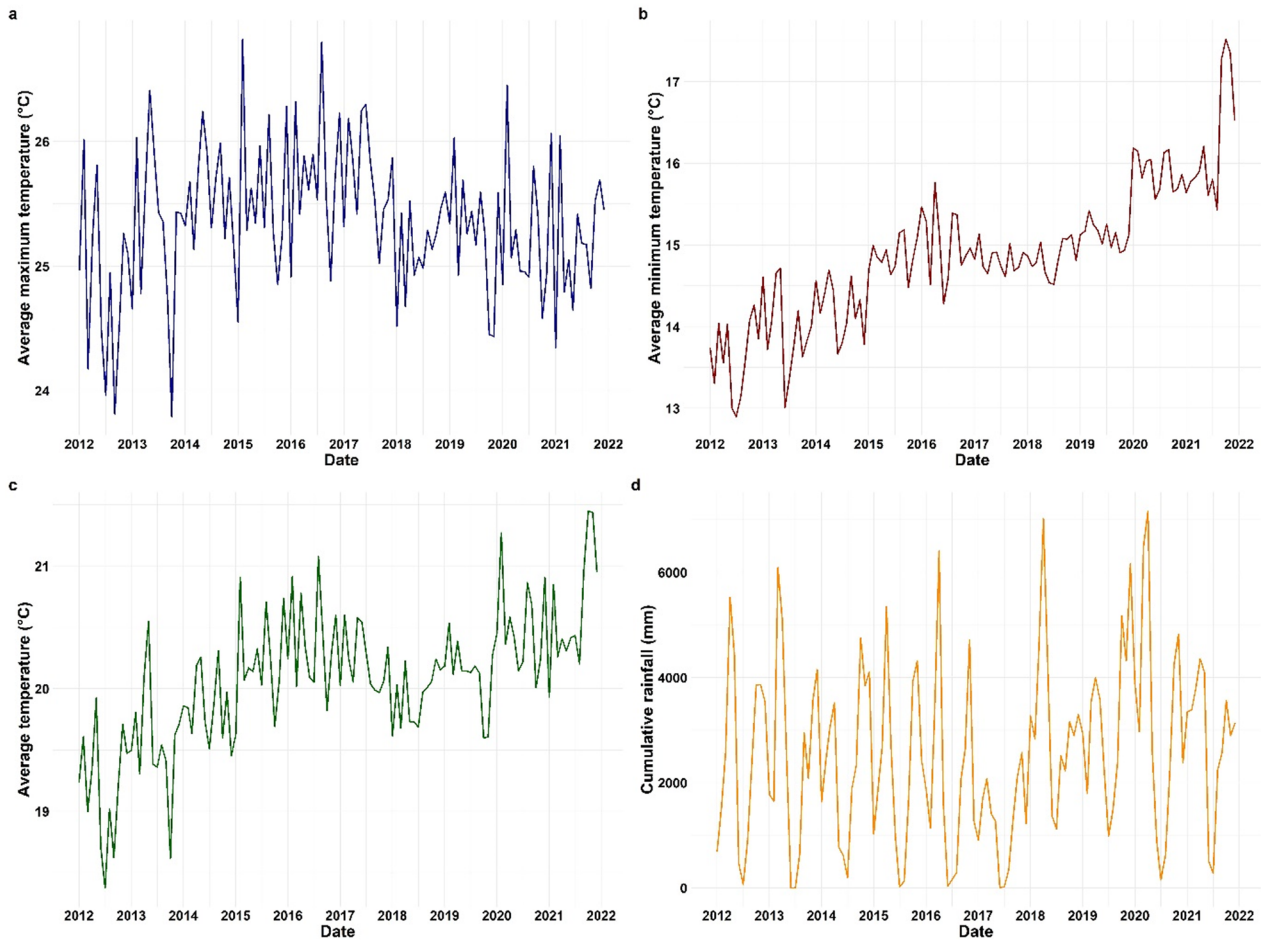 a
Average maximum temperature (°C)
26
25
24
2012 2013 2014 2015 2016 2017 2018 2019 2020 2021 2022
Date
b
Average minimum temperature (°C)
17
16
15
14
13
2012 2013 2014 2015 2016 2017 2018 2019 2020 2021 2022
Date
c
Average temperature (°C)
21
20
19
2012 2013 2014 2015 2016 2017 2018 2019 2020 2021 2022
Date
d
Cumulative rainfall (mm)
6000
4000
2000
0
2012 2013 2014 2015 2016 2017 2018 2019 2020 2021 2022
Date